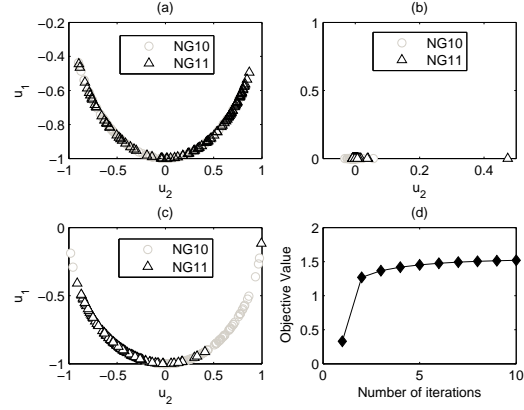 (a)
−0.2
−0.4
−0.6
−0.8
−1
u1
−1
−0.5
0
0.5
1
u2
NG10
NG11
(b)
1
0.5
0
0
0.2
0.4
u2
NG10
NG11
(c)
0
−0.5
−1
u1
−1
−0.5
0
0.5
1
u2
NG10
NG11
(d)
2
1.5
1
0.5
0
Objective Value
0
5
10
Number of iterations